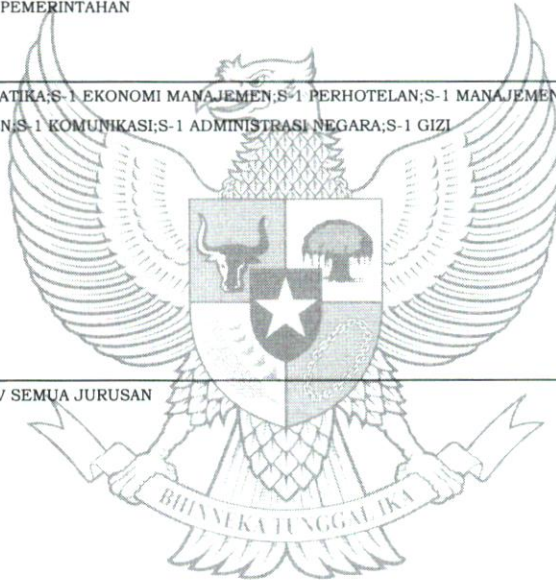 PEMERINTAHAN
ATIKA;S-1 EKONOMI MANAJEMEN;S-1 PERHOTELAN;S-1 MANAJEMEN
N;S-1 KOMUNIKASI;S-1 ADMINISTRASI NEGARA;S-1 GIZI
/ SEMUA JURUSAN
BHINNEKA TUNGGAL IKA